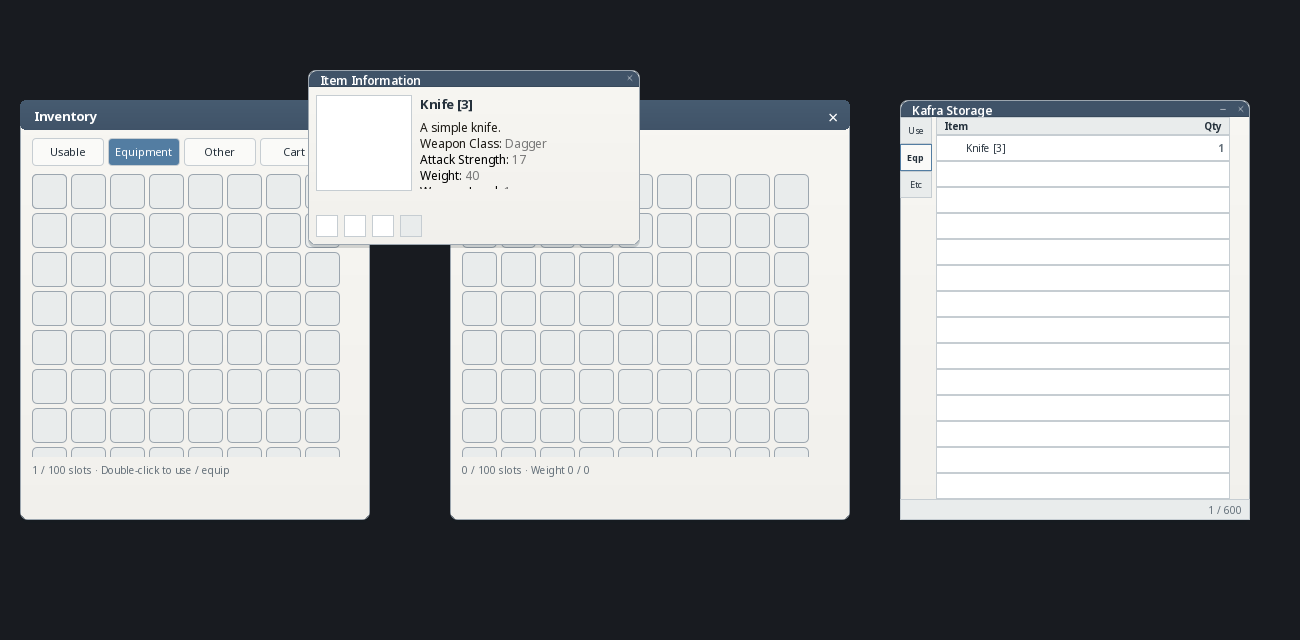 Item Information
Knife [3]
A simple knife.
Weapon Class: Dagger
Attack Strength: 17
Weight: 40
Inventory
Usable
Equipment
Other
Cart
1 / 100 slots · Double-click to use / equip
0 / 100 slots · Weight 0 / 0
Kafra Storage
Use
Eqp
Etc
Item Qty
Knife [3] 1
1 / 600